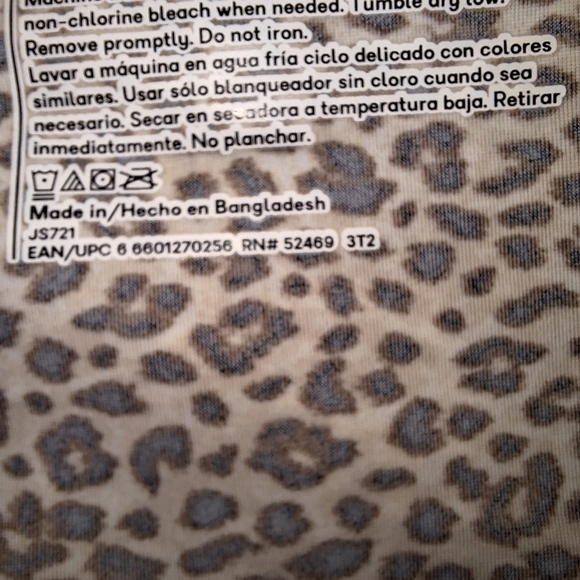 non-chlorine bleach when needed. Tumble dry low.
Remove promptly. Do not iron.
Lavar a máquina en agua fría ciclo delicado con colores
similares. Usar sólo blanqueador sin cloro cuando sea
necesario. Secar en secadora a temperatura baja. Retirar
inmediatamente. No planchar.
Made in/Hecho en Bangladesh
JS721
EAN/UPC 6 6601270256 RN# 52469 3T2